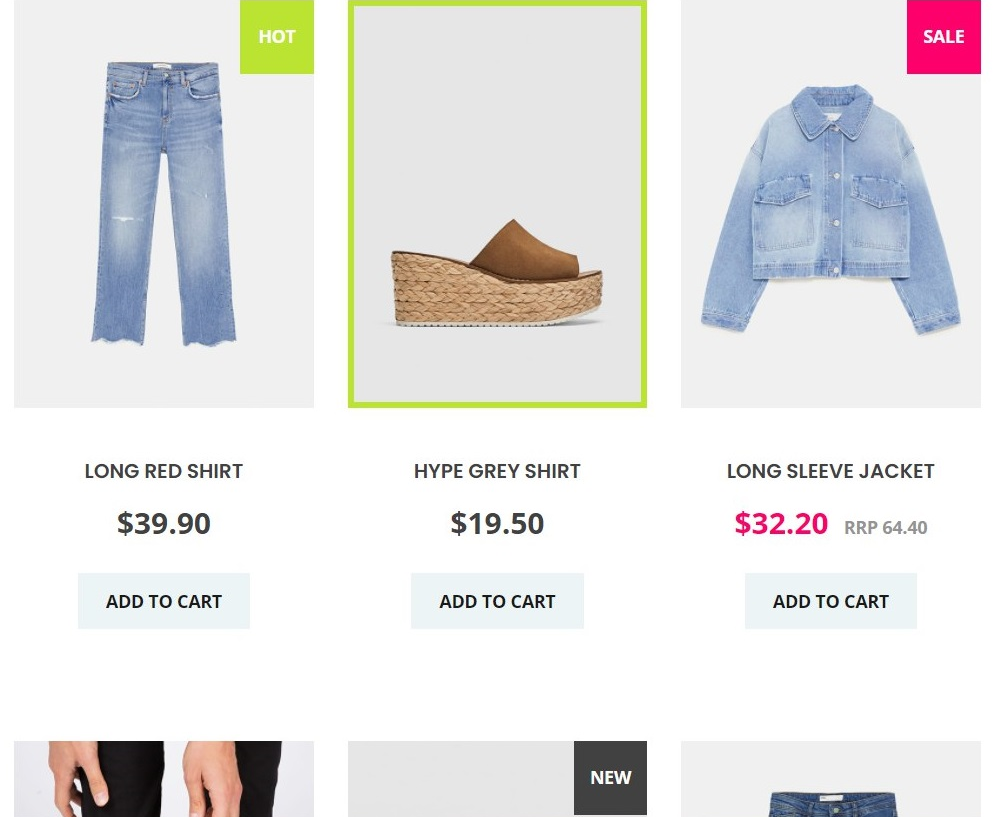 HOT
SALE
LONG RED SHIRT
HYPE GREY SHIRT
LONG SLEEVE JACKET
$39.90
$19.50
$32.20 RRP 64.40
ADD TO CART
ADD TO CART
ADD TO CART
NEW